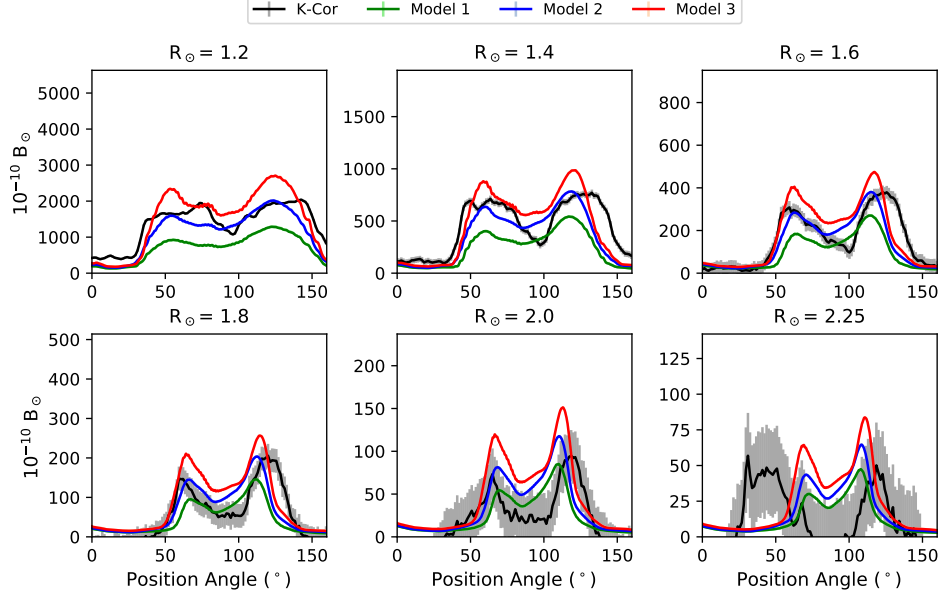 K-Cor Model 1 Model 2 Model 3
R⊙= 1.2 R⊙= 1.4 R⊙= 1.6
10⁻¹⁰ B⊙
5000
4000
3000
2000
1000
0
0 50 100 150
1500
1000
500
0
0 50 100 150
800
600
400
200
0
0 50 100 150
R⊙= 1.8 R⊙= 2.0 R⊙= 2.25
10⁻¹⁰ B⊙
500
400
300
200
100
0
0 50 100 150
200
150
100
50
0
0 50 100 150
125
100
75
50
25
0
0 50 100 150
Position Angle (°) Position Angle (°) Position Angle (°)